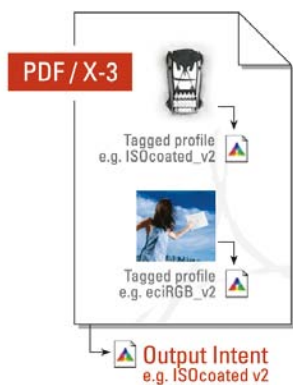 PDF / X-3
Tagged profile
e.g. ISOcoated_v2
Tagged profile
e.g. eciRGB_v2
Output Intent
e.g. ISOcoated v2